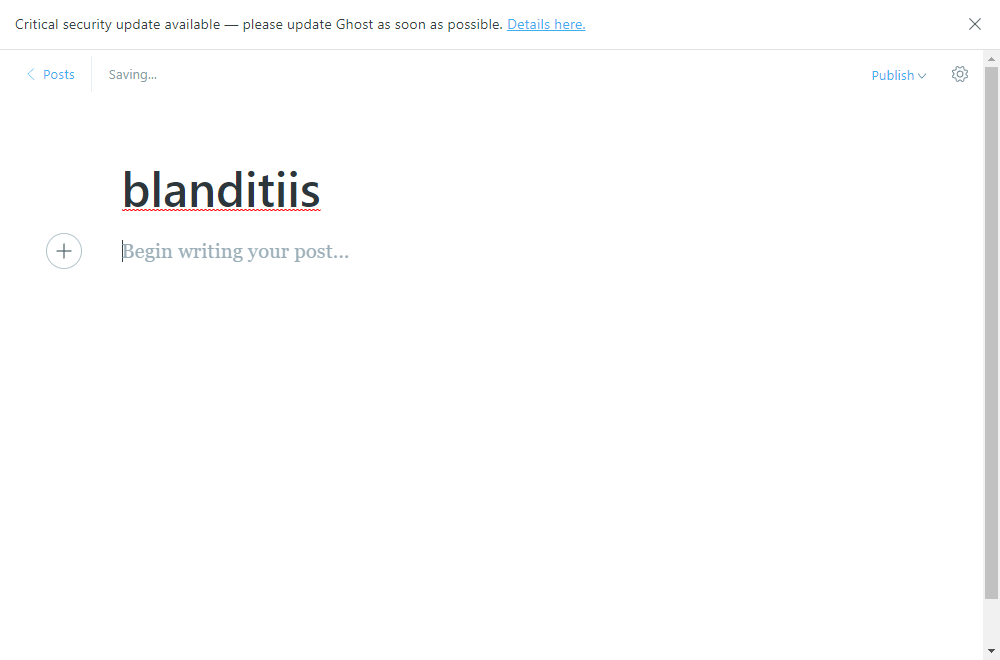 Critical security update available — please update Ghost as soon as possible. Details here.
Posts
Saving...
Publish
blanditiis
Begin writing your post...